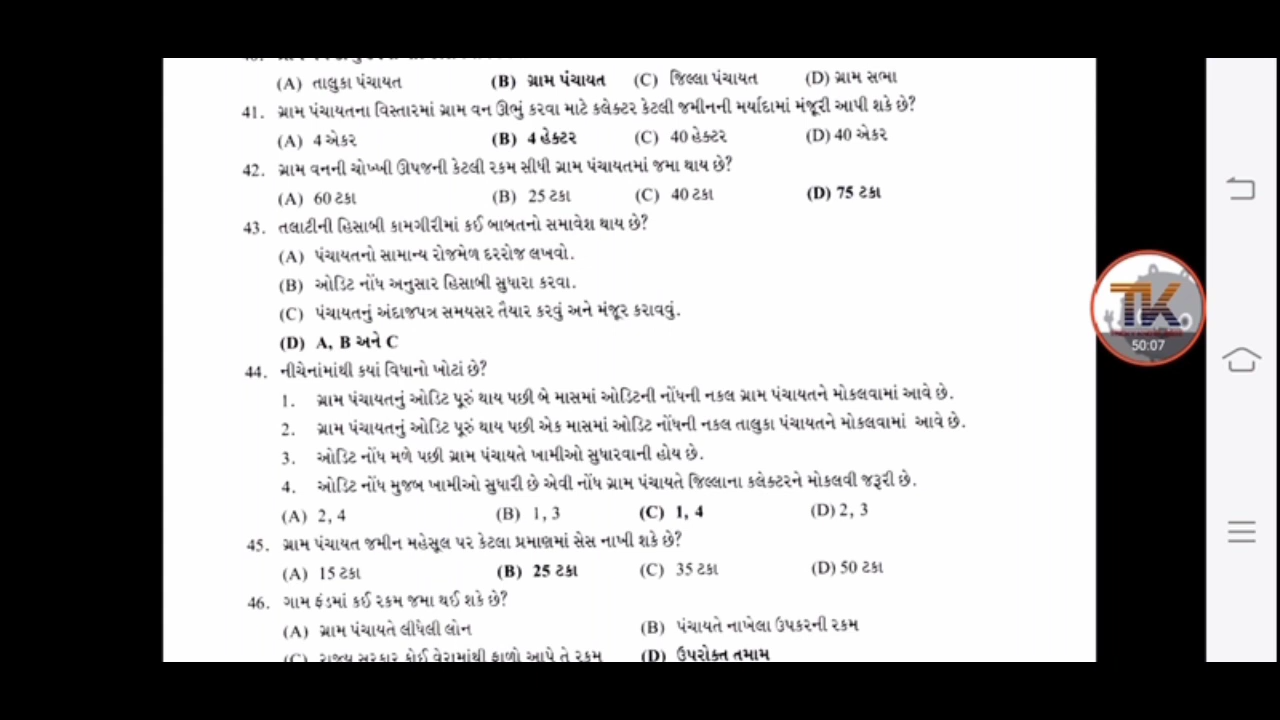 (A) તાલુકા પંચાયત (B) ગ્રામ પંચાયત (C) જિલ્લા પંચાયત (D) ગ્રામ સભા
41. ગ્રામ પંચાયતના વિસ્તારમાં ગ્રામ વન ઊભું કરવા માટે કલેક્ટર કેટલી જમીનની મર્યાદામાં મંજૂરી આપી શકે છે?
(A) 4 એકર (B) 4 હેક્ટર (C) 40 હેક્ટર (D) 40 એકર
42. ગ્રામ વનની ચોખ્ખી ઊપજની કેટલી રકમ સીધી ગ્રામ પંચાયતમાં જમા થાય છે?
(A) 60 ટકા (B) 25 ટકા (C) 40 ટકા (D) 75 ટકા
43. તલાટીની હિસાબી કામગીરીમાં કઈ બાબતનો સમાવેશ થાય છે?
(A) પંચાયતનો સામાન્ય રોજમેળ દરરોજ લખવો.
(B) ઓડિટ નોંધ અનુસાર હિસાબી સુધારા કરવા.
(C) પંચાયતનું અંદાજપત્ર સમયસર તૈયાર કરવું અને મંજૂર કરાવવું.
(D) A, B અને C
44. નીચેનાંમાંથી કયાં વિધાનો ખોટાં છે?
1. ગ્રામ પંચાયતનું ઓડિટ પૂરું થાય પછી બે માસમાં ઓડિટની નોંધની નકલ ગ્રામ પંચાયતને મોકલવામાં આવે છે.
2. ગ્રામ પંચાયતનું ઓડિટ પૂરું થાય પછી એક માસમાં ઓડિટ નોંધની નકલ તાલુકા પંચાયતને મોકલવામાં આવે છે.
3. ઓડિટ નોંધ મળે પછી ગ્રામ પંચાયતે ખામીઓ સુધારવાની હોય છે.
4. ઓડિટ નોંધ મુજબ ખામીઓ સુધારી છે એવી નોંધ ગ્રામ પંચાયતે જિલ્લાના કલેક્ટરને મોકલવી જરૂરી છે.
(A) 2, 4 (B) 1, 3 (C) 1, 4 (D) 2, 3
45. ગ્રામ પંચાયત જમીન મહેસૂલ પર કેટલા પ્રમાણમાં સેસ નાખી શકે છે?
(A) 15 ટકા (B) 25 ટકા (C) 35 ટકા (D) 50 ટકા
46. ગામ ફંડમાં કઈ રકમ જમા થઈ શકે છે?
(A) ગ્રામ પંચાયતે લીધેલી લોન (B) પંચાયતે નાખેલા ઉપકરની રકમ
(C) રાજ્ય સરકાર કોઈ વેરામાંથી ફાળો આપે તે રકમ (D) ઉપરોક્ત તમામ
TK
50:07